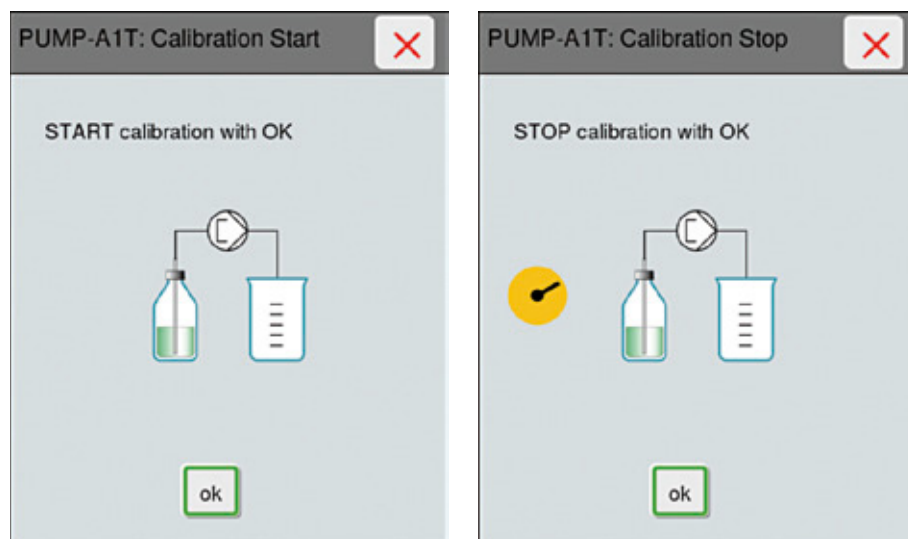 PUMP-A1T: Calibration Start
START calibration with OK
ok
PUMP-A1T: Calibration Stop
STOP calibration with OK
ok